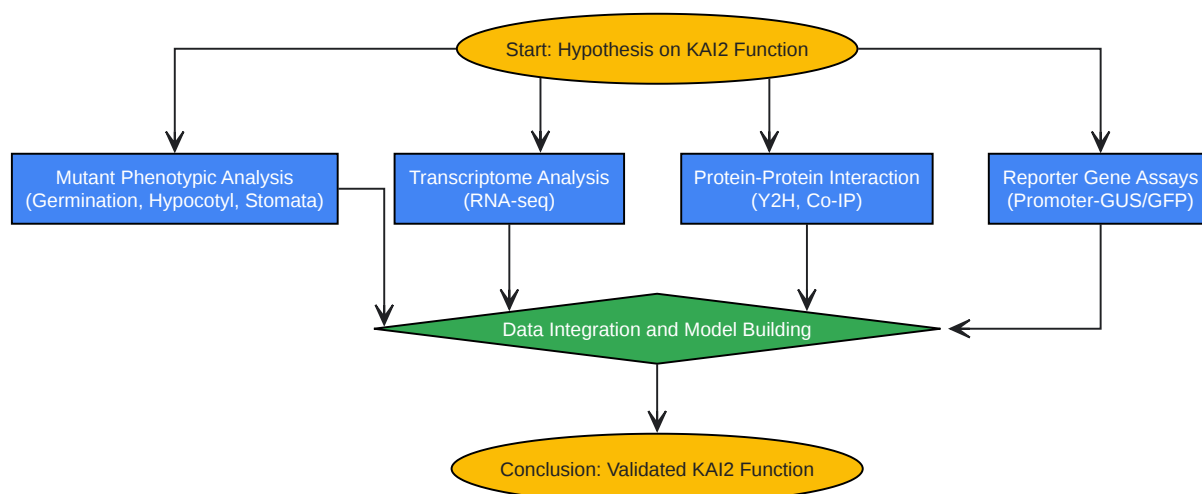 Start: Hypothesis on KAI2 Function
Mutant Phenotypic Analysis
(Germination, Hypocotyl, Stomata)
Transcriptome Analysis
(RNA-seq)
Protein-Protein Interaction
(Y2H, Co-IP)
Reporter Gene Assays
(Promoter-GUS/GFP)
Data Integration and Model Building
Conclusion: Validated KAI2 Function